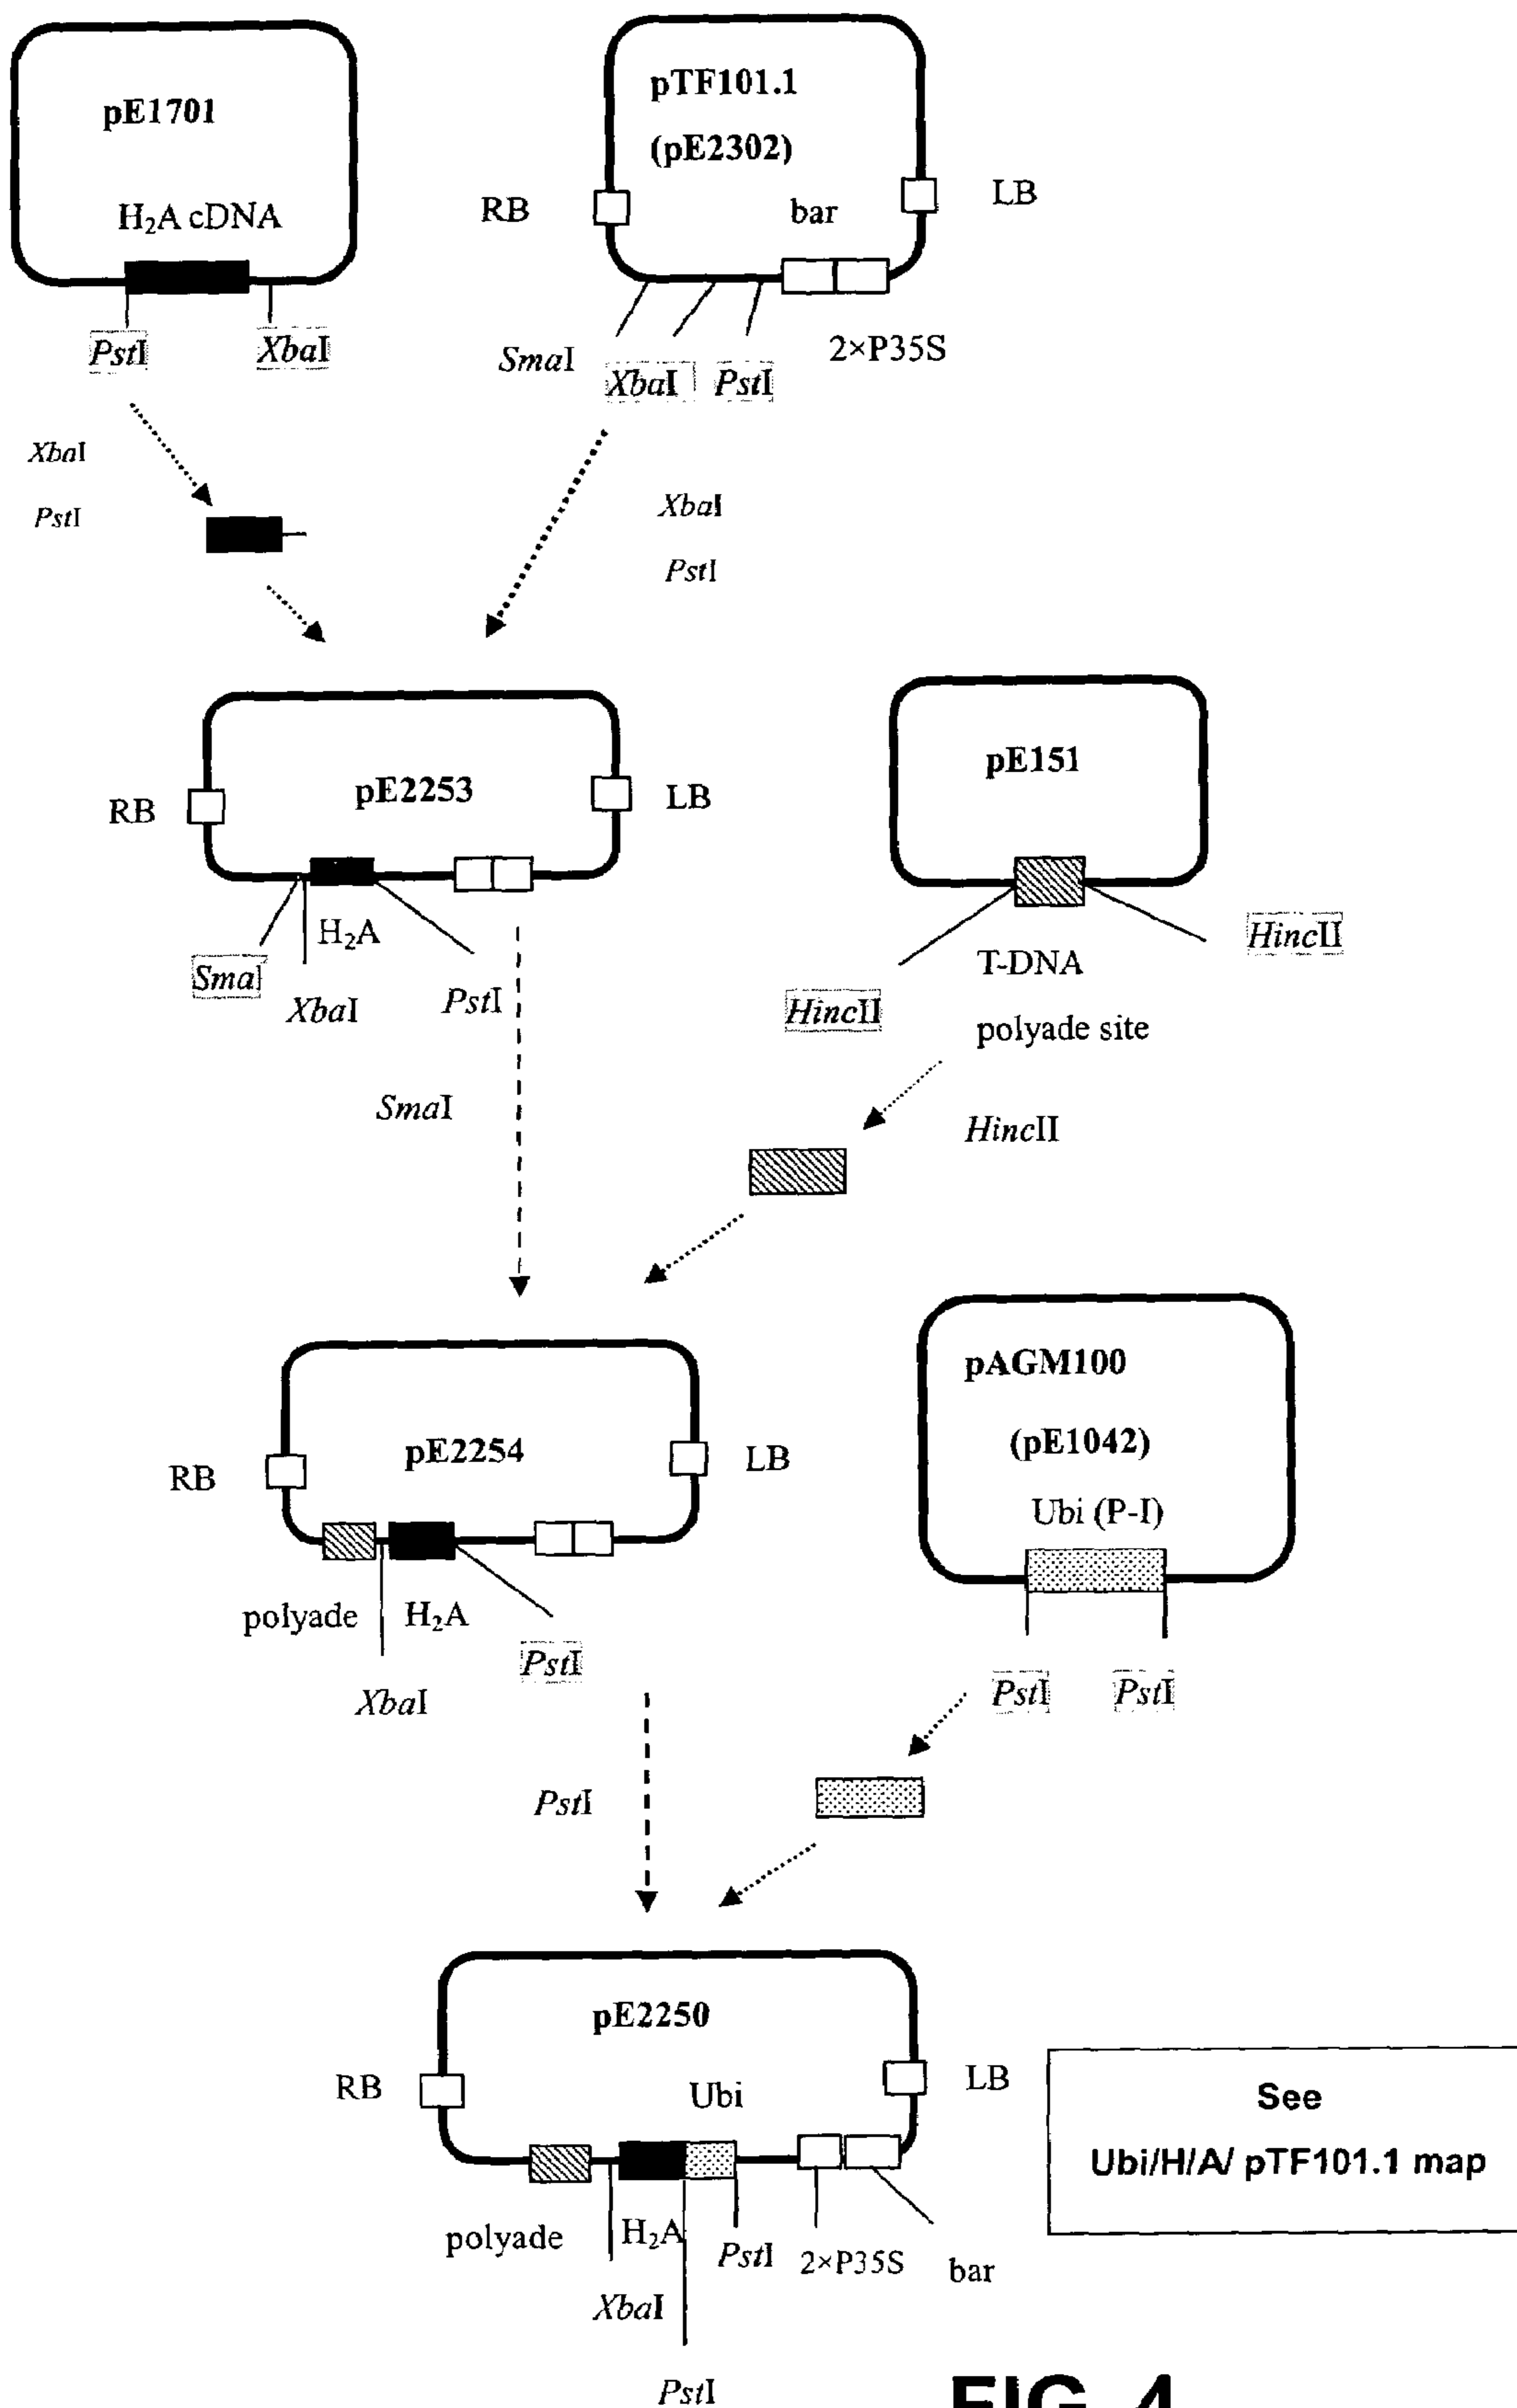 pE1701
H₂A cDNA
PstI
XbaI
pTF101.1
(pE2302)
RB
bar
LB
SmaI
XbaI
PstI
2×P35S
XbaI
PstI
XbaI
PstI
pE2253
RB
LB
H₂A
SmaI
XbaI
PstI
pE151
HincII
T-DNA
HincII
polyade site
SmaI
HincII
pE2254
RB
LB
polyade
H₂A
PstI
XbaI
pAGM100
(pE1042)
Ubi (P-I)
PstI
PstI
PstI
pE2250
RB
Ubi
LB
polyade
H₂A
PstI
2×P35S
bar
XbaI
PstI
See
Ubi/H/A/ pTF101.1 map
FIG. 4